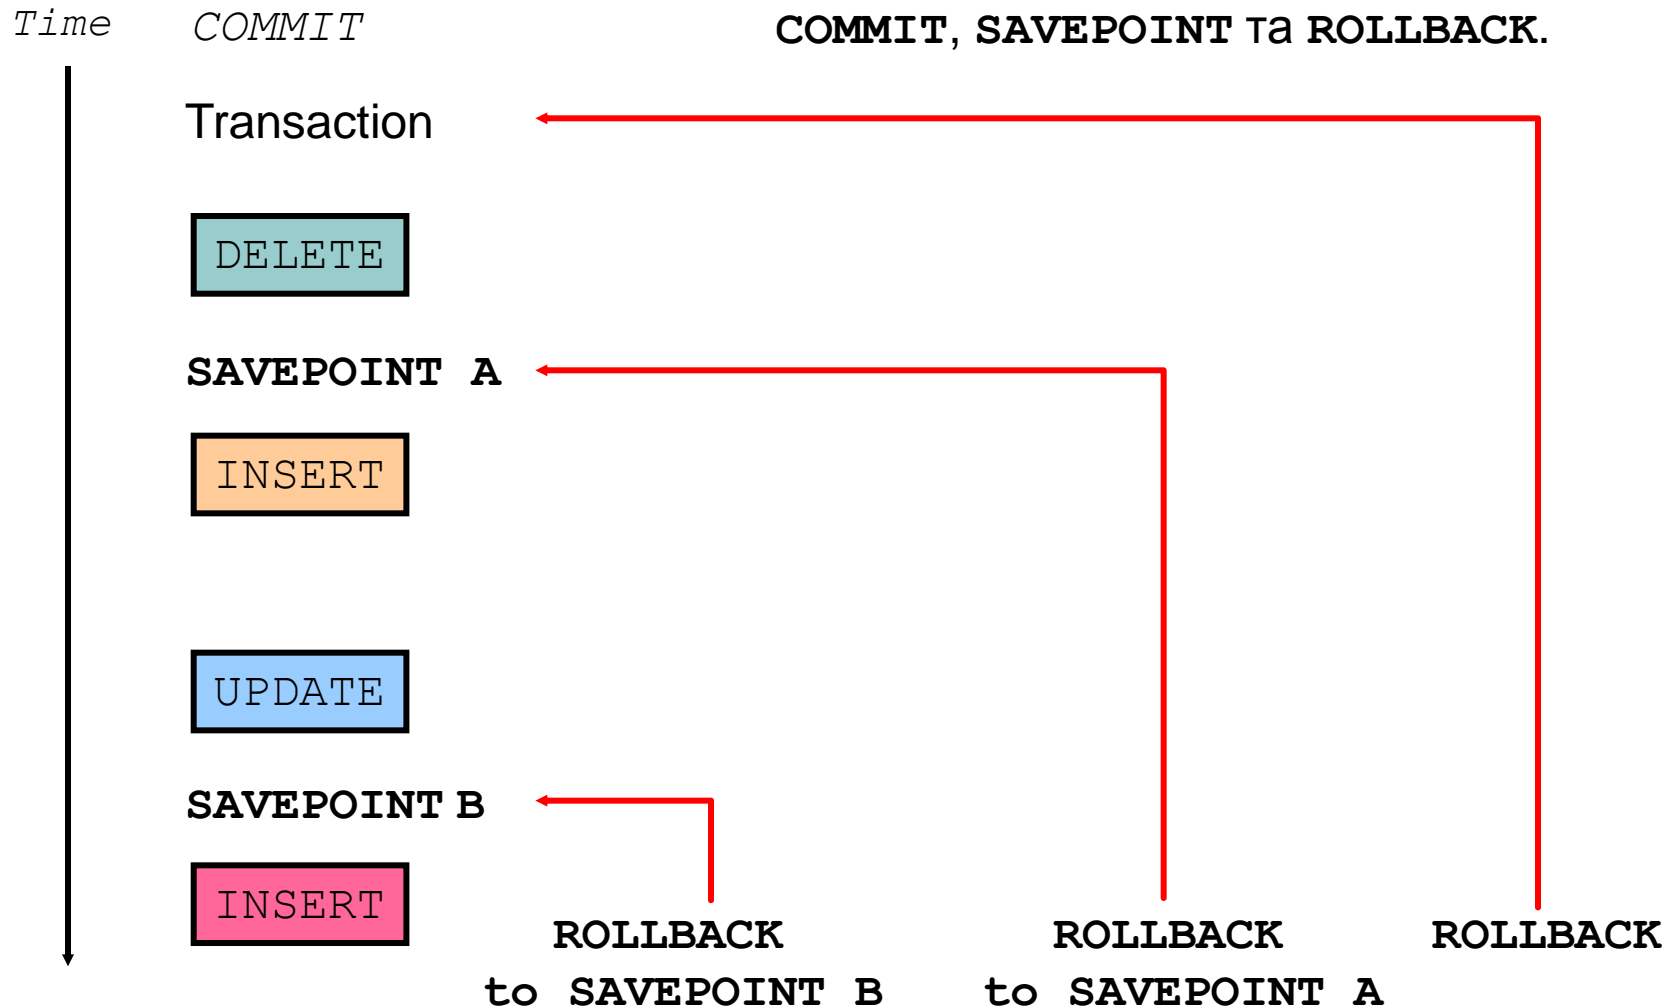 Time COMMIT COMMIT, SAVEPOINT та ROLLBACK.
Transaction
DELETE
SAVEPOINT A
INSERT
UPDATE
SAVEPOINT B
INSERT
ROLLBACK ROLLBACK ROLLBACK
to SAVEPOINT B to SAVEPOINT A